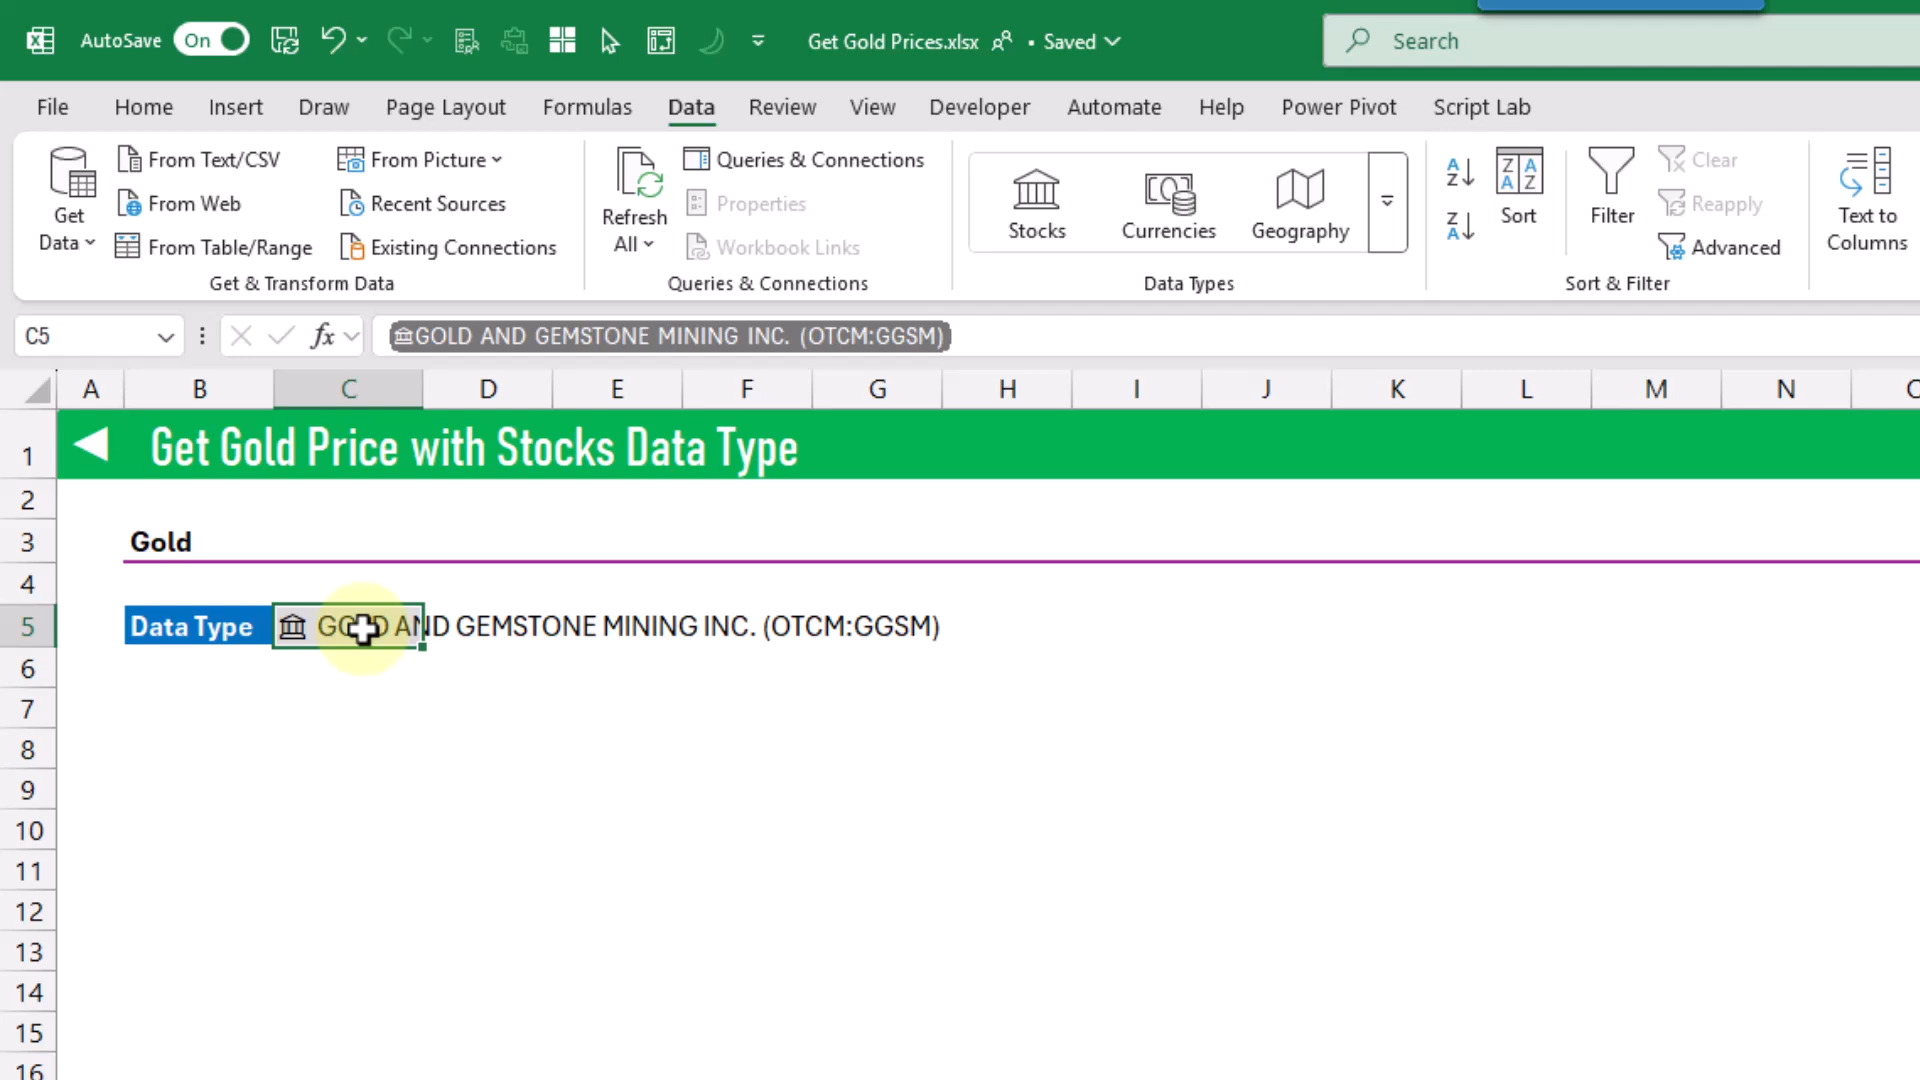 AutoSave On Get Gold Prices.xlsx • Saved Search
File Home Insert Draw Page Layout Formulas Data Review View Developer Automate Help Power Pivot Script Lab
Get Data
From Text/CSV
From Web
From Table/Range
From Picture
Recent Sources
Existing Connections
Get & Transform Data
Refresh All
Queries & Connections
Properties
Workbook Links
Queries & Connections
Stocks
Currencies
Geography
Data Types
Sort
Filter
Clear
Reapply
Advanced
Sort & Filter
Text to Columns
C5 fx GOLD AND GEMSTONE MINING INC. (OTCM:GGSM)
A B C D E F G H I J K L M N
1 Get Gold Price with Stocks Data Type
2
3 Gold
4
5 Data Type GOLD AND GEMSTONE MINING INC. (OTCM:GGSM)
6
7
8
9
10
11
12
13
14
15
16